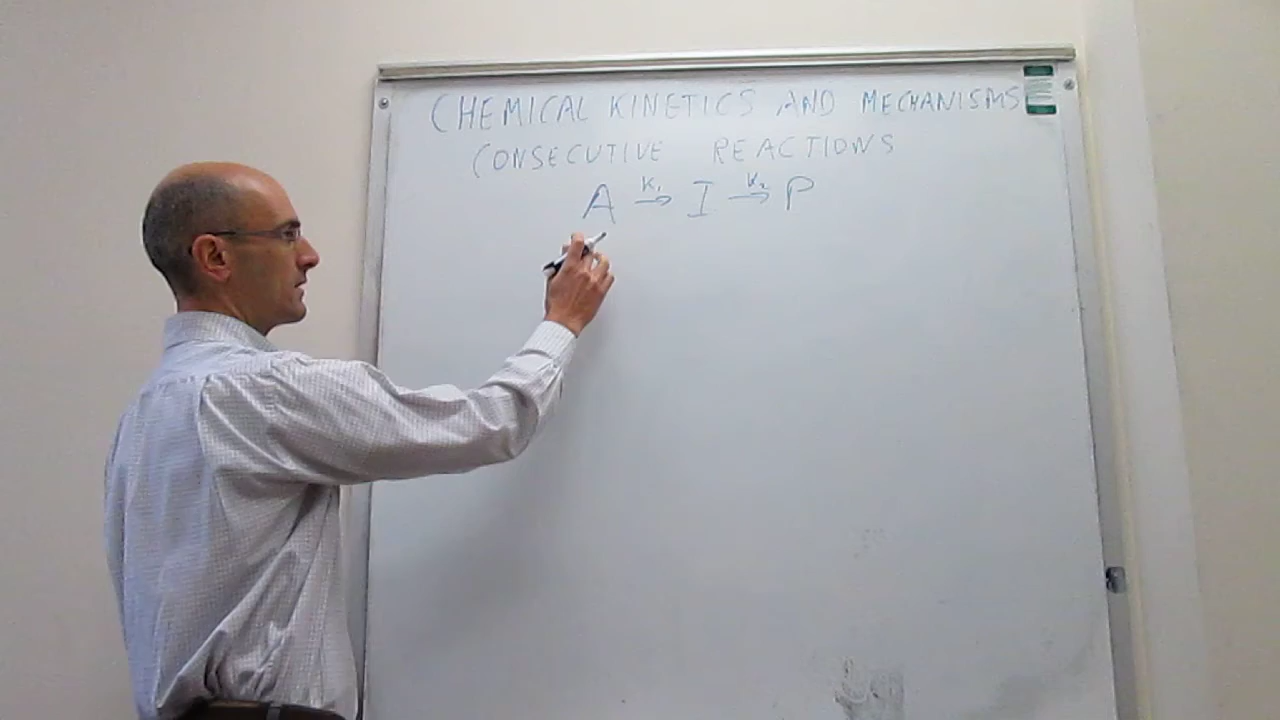 CHEMICAL KINETICS AND MECHANISMS
CONSECUTIVE REACTIONS
A →(K₁) I →(K₂) P